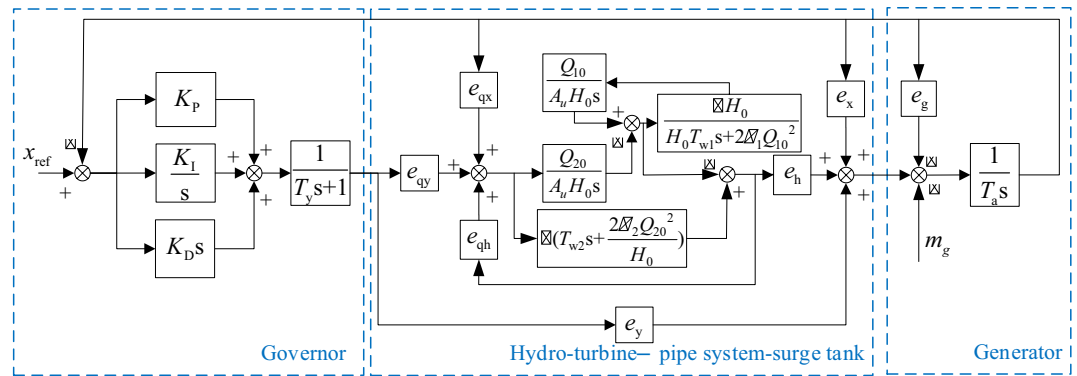 x_ref
+
K_P
K_I
s
K_D s
+
+
+
1
T_y s+1
e_qy
e_qx
+
+
+
e_qh
Q_10
A_u H_0 s
Q_20
A_u H_0 s
+
H_0
H_0 T_w1 s+2 _1 Q_10^2
(T_w2 s+ 2 _2 Q_20^2 )
H_0
+
e_h
+
+
+
e_x
e_y
e_g
1
T_a s
m_g
Governor
Hydro-turbine– pipe system-surge tank
Generator